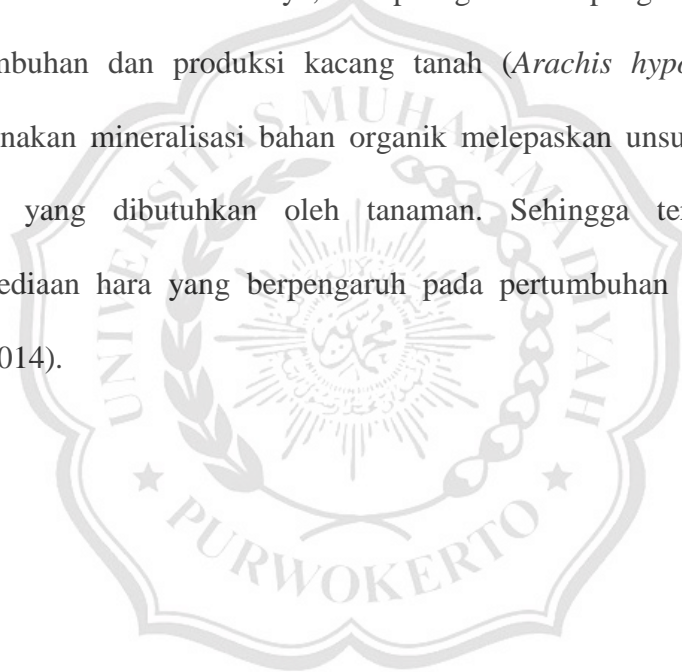 mbuhan dan produksi kacang tanah (Arachis hypo
nakan mineralisasi bahan organik melepaskan unsu
yang dibutuhkan oleh tanaman. Sehingga te
ediaan hara yang berpengaruh pada pertumbuhan
014).
UNIVERSITAS MUHAMMADIYAH
PURWOKERTO